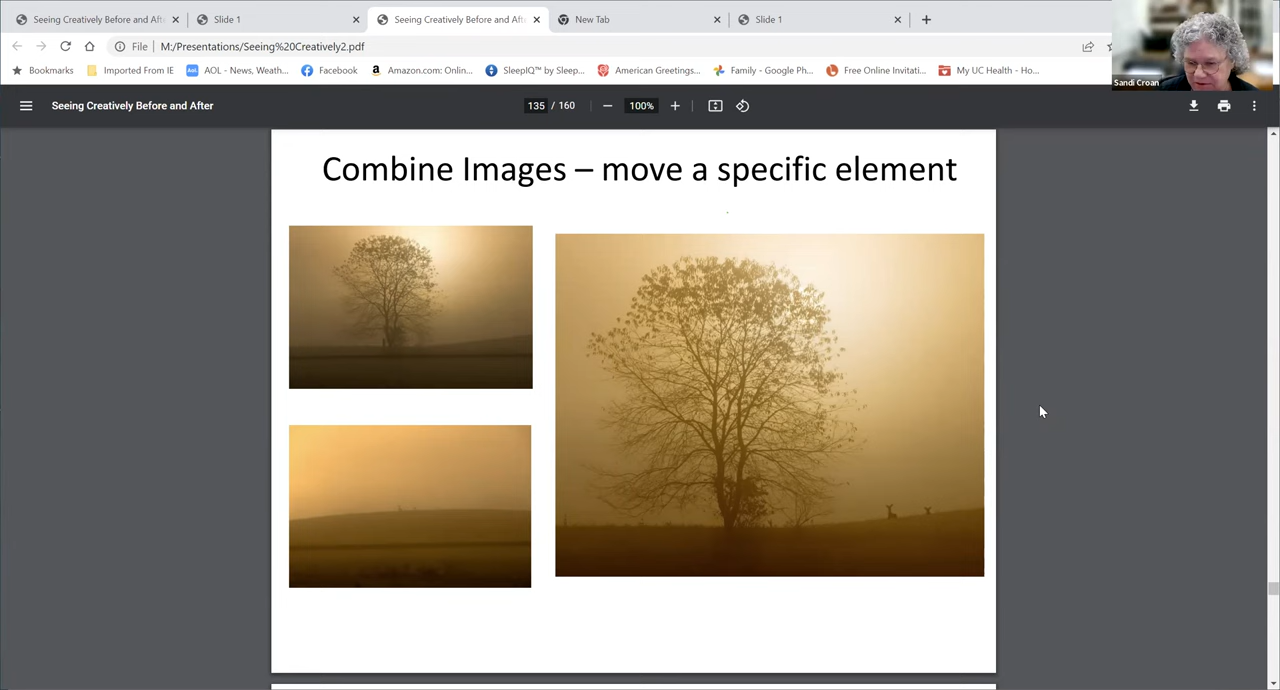 Seeing Creatively Before and Aft
Slide 1
Seeing Creatively Before and Aft
New Tab
Slide 1
File
M:/Presentations/Seeing%20Creatively2.pdf
Bookmarks
Imported From IE
AOL - News, Weath...
Facebook
Amazon.com: Onlin...
SleepIQ™ by Sleep...
American Greetings...
Family - Google Ph...
Free Online Invitati...
My UC Health - Ho...
Sandi Croan
Seeing Creatively Before and After
135 / 160
100%
Combine Images – move a specific element